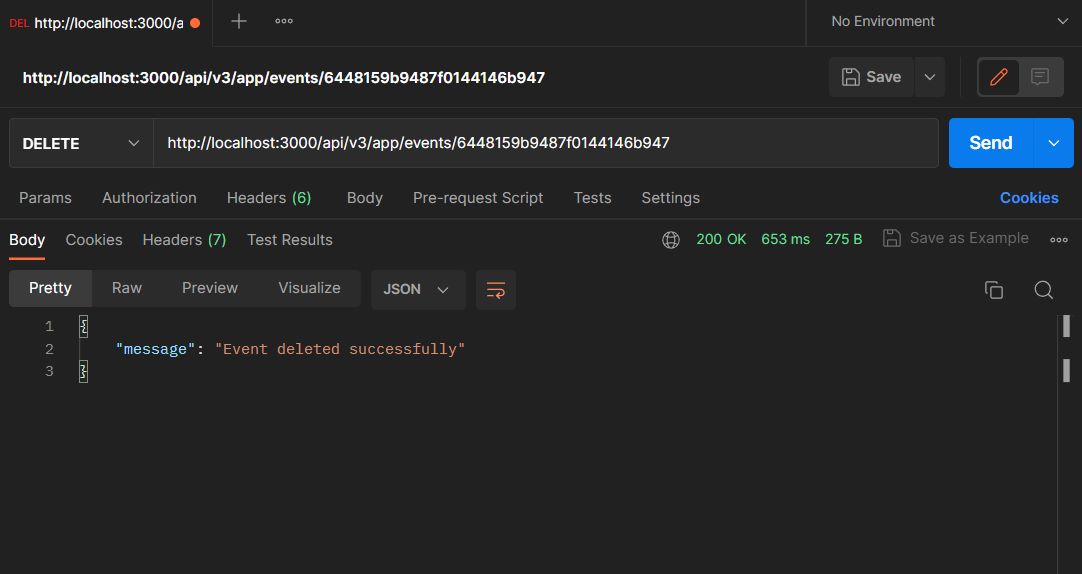 DEL http://localhost:3000/a
No Environment
http://localhost:3000/api/v3/app/events/6448159b9487f0144146b947
Save
DELETE
http://localhost:3000/api/v3/app/events/6448159b9487f0144146b947
Send
Params Authorization Headers (6) Body Pre-request Script Tests Settings Cookies
Body Cookies Headers (7) Test Results 200 OK 653 ms 275 B Save as Example
Pretty Raw Preview Visualize JSON
1 {
2 "message": "Event deleted successfully"
3 }